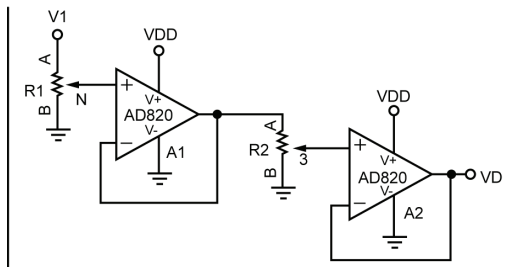 V1
VDD
A
R1
N
B
+
V+
AD820
V-
−
A1
A
R2
3
B
VDD
+
V+
AD820
V-
−
A2
VD